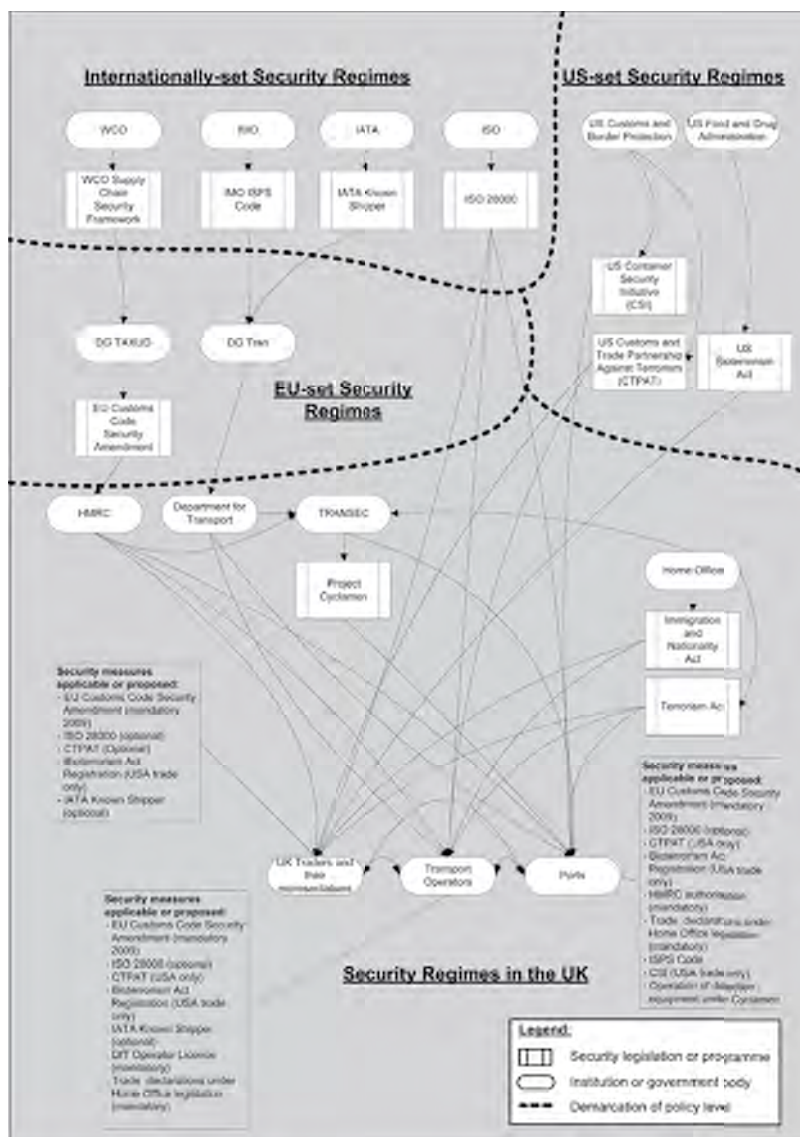 Internationally-set Security Regimes
US-set Security Regimes
WCO
IMO
IATA
ISO
US Customs and
Border Protection
US Food and Drug
Administration
WCO Supply
Chain
Security
Framework
IMO ISPS
Code
IATA Known
Shipper
ISO 28000
US Container
Security
Initiative
(CSI)
DG TAXUD
DG Tran
US Customs and
Trade Partnership
Against Terrorism
(CTPAT)
US
Bioterrorism
Act
EU-set Security
Regimes
EU Customs
Code
Security
Amendment
HMRC
Department for
Transport
TRANSEC
Project
Cyclamen
Home Office
Immigration
and
Nationality
Act
Terrorism Act
Security measures
applicable or proposed:
- EU Customs Code Security
Amendment (mandatory
2009)
- ISO 28000 (optional)
- CTPAT (Optional)
- Bioterrorism Act
Registration (USA trade
only)
- IATA Known Shipper
(optional)
Security measures
applicable or proposed:
- EU Customs Code Security
Amendment (mandatory
2009)
- ISO 28000 (optional)
- CTPAT (USA only)
- Bioterrorism Act
Registration (USA trade
only)
- HMRC authorisation
(mandatory)
- Trade declarations under
Home Office legislation
(mandatory)
- ISPS Code
- CSI (USA trade only)
- Operation of detection
equipment under Cyclamen
UK Traders and
their
representatives
Transport
Operators
Ports
Security measures
applicable or proposed:
- EU Customs Code Security
Amendment (mandatory
2009)
- ISO 28000 (optional)
- CTPAT (USA only)
- Bioterrorism Act
Registration (USA trade
only)
- IATA Known Shipper
(optional)
- DfT Operator Licence
(mandatory)
- Trade declarations under
Home Office legislation
(mandatory)
Security Regimes in the UK
Legend:
Security legislation or programme
Institution or government body
Demarcation of policy level